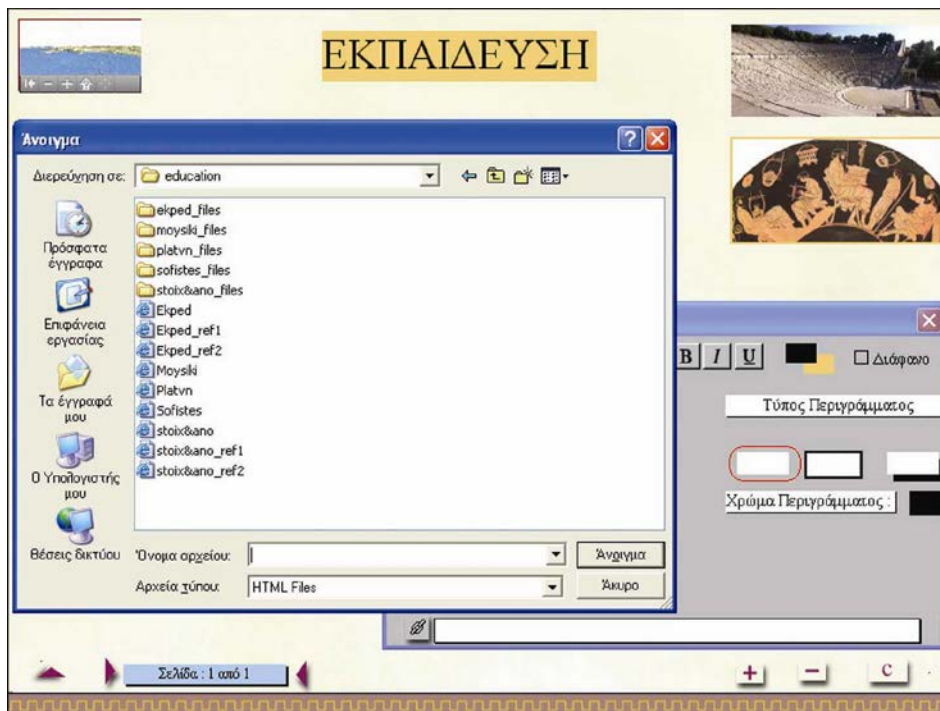 ΕΚΠΑΙΔΕΥΣΗ
Άνοιγμα
Διερεύνηση σε:
education
Πρόσφατα
έγγραφα
Επιφάνεια
εργασίας
Τα έγγραφά
μου
Ο Υπολογιστής
μου
Θέσεις δικτύου
ekped_files
moyski_files
platvn_files
sofistes_files
stoix&ano_files
Ekped
Ekped_ref1
Ekped_ref2
Moyski
Platvn
Sofistes
stoix&ano
stoix&ano_ref1
stoix&ano_ref2
Όνομα αρχείου:
Άνοιγμα
Αρχεία τύπου:
HTML Files
Άκυρο
B I U
Διάφανο
Τύπος Περιγράμματος
Χρώμα Περιγράμματος :
Σελίδα : 1 από 1
+ − C